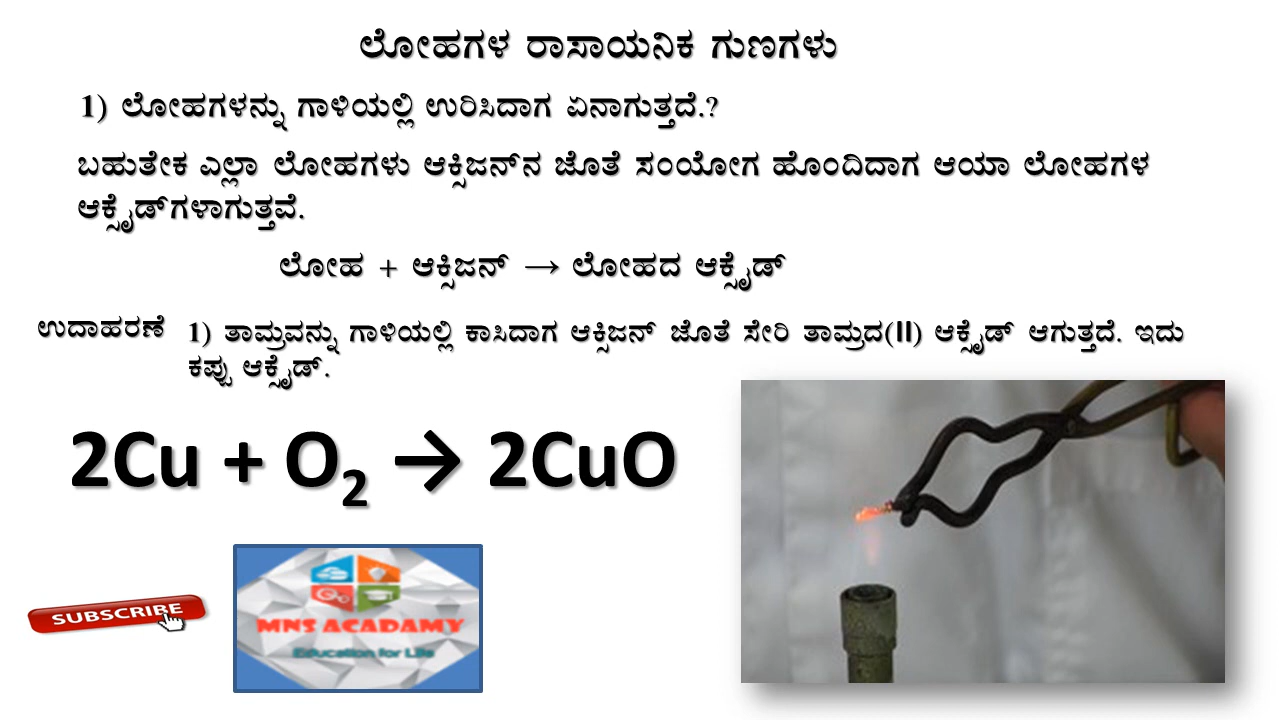 ಲೋಹಗಳ ರಾಸಾಯನಿಕ ಗುಣಗಳು
1) ಲೋಹಗಳನ್ನು ಗಾಳಿಯಲ್ಲಿ ಉರಿಸಿದಾಗ ಏನಾಗುತ್ತದೆ.?
ಬಹುತೇಕ ಎಲ್ಲಾ ಲೋಹಗಳು ಆಕ್ಸಿಜನ್‌ನ ಜೊತೆ ಸಂಯೋಗ ಹೊಂದಿದಾಗ ಆಯಾ ಲೋಹಗಳ
ಆಕ್ಸೈಡ್‌ಗಳಾಗುತ್ತವೆ.
ಲೋಹ + ಆಕ್ಸಿಜನ್ → ಲೋಹದ ಆಕ್ಸೈಡ್
ಉದಾಹರಣೆ 1) ತಾಮ್ರವನ್ನು ಗಾಳಿಯಲ್ಲಿ ಕಾಸಿದಾಗ ಆಕ್ಸಿಜನ್ ಜೊತೆ ಸೇರಿ ತಾಮ್ರದ(II) ಆಕ್ಸೈಡ್ ಆಗುತ್ತದೆ. ಇದು
ಕಪ್ಪು ಆಕ್ಸೈಡ್.
2Cu + O₂ → 2CuO
SUBSCRIBE
MNS ACADAMY
Education for Life